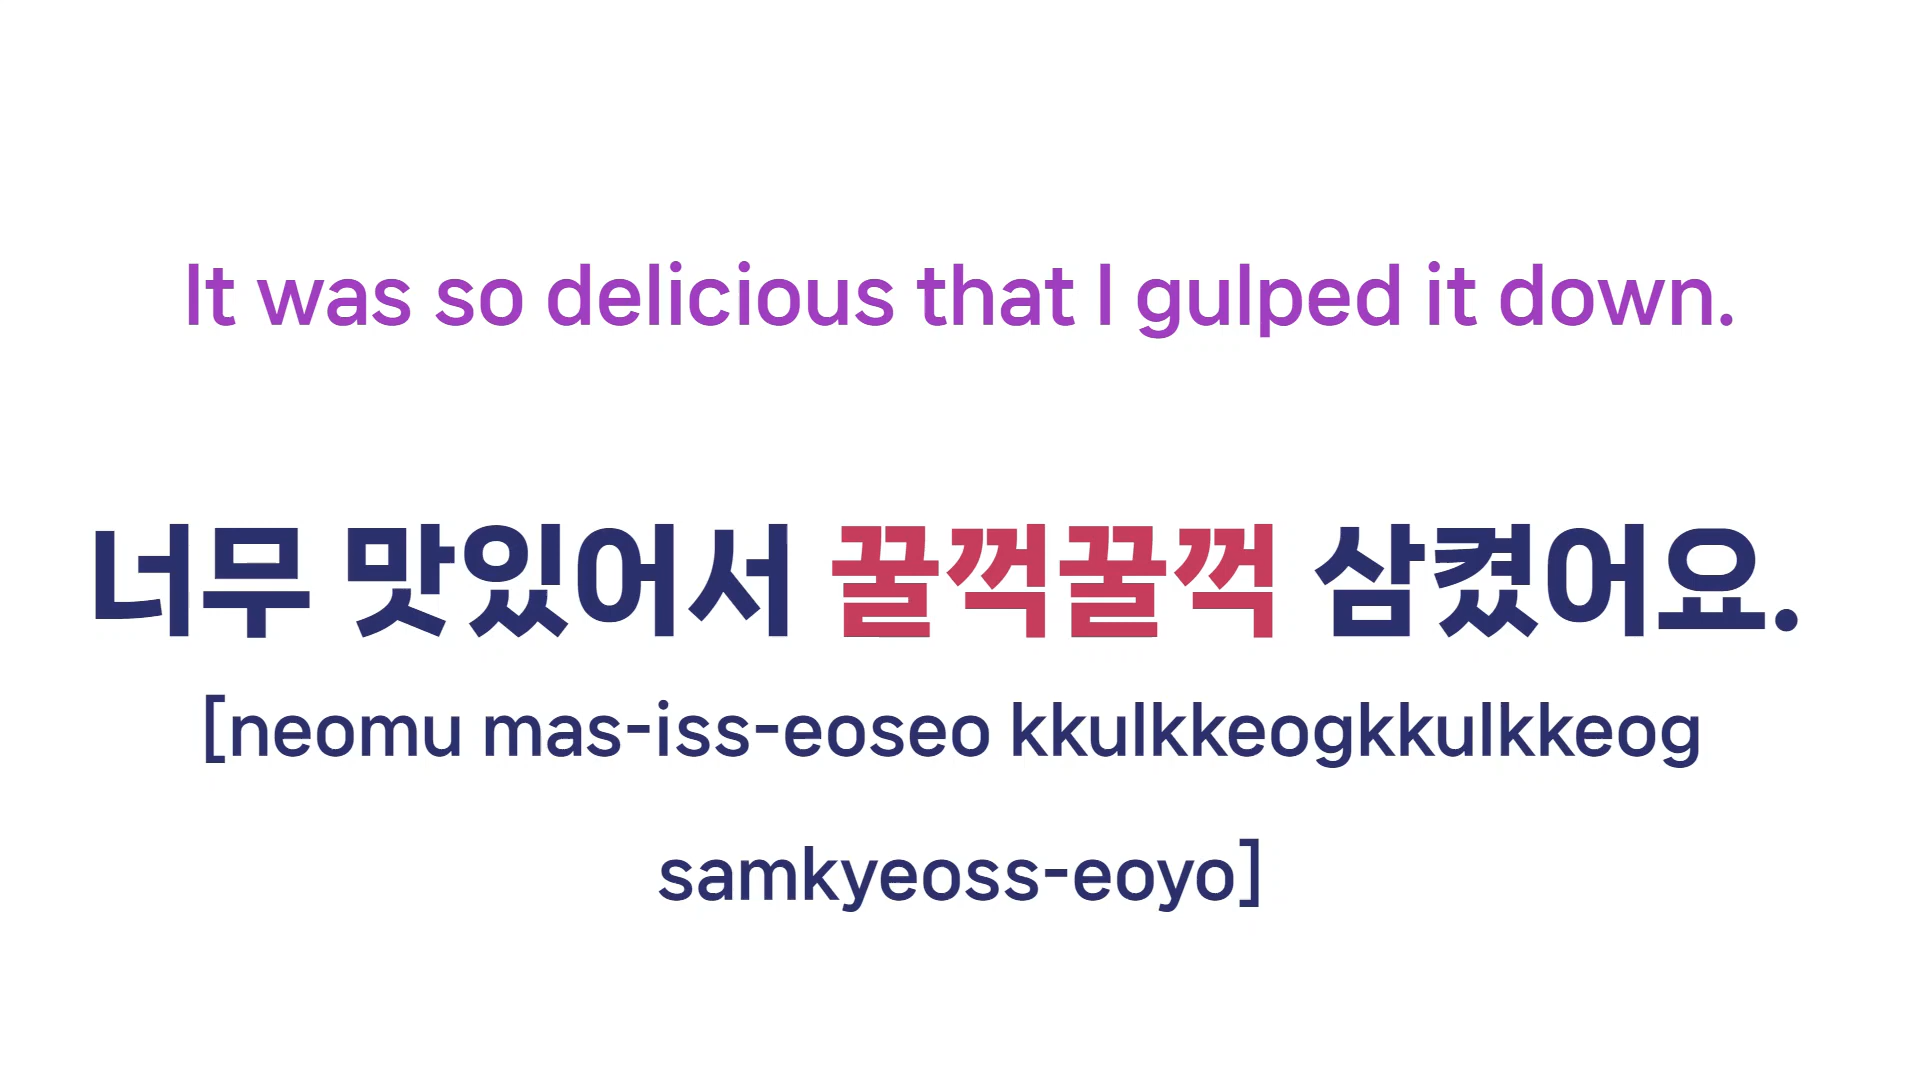 It was so delicious that I gulped it down.
너무 맛있어서 꿀꺽꿀꺽 삼켰어요.
[neomu mas-iss-eoseo kkulkkeogkkulkkeog
samkyeoss-eoyo]